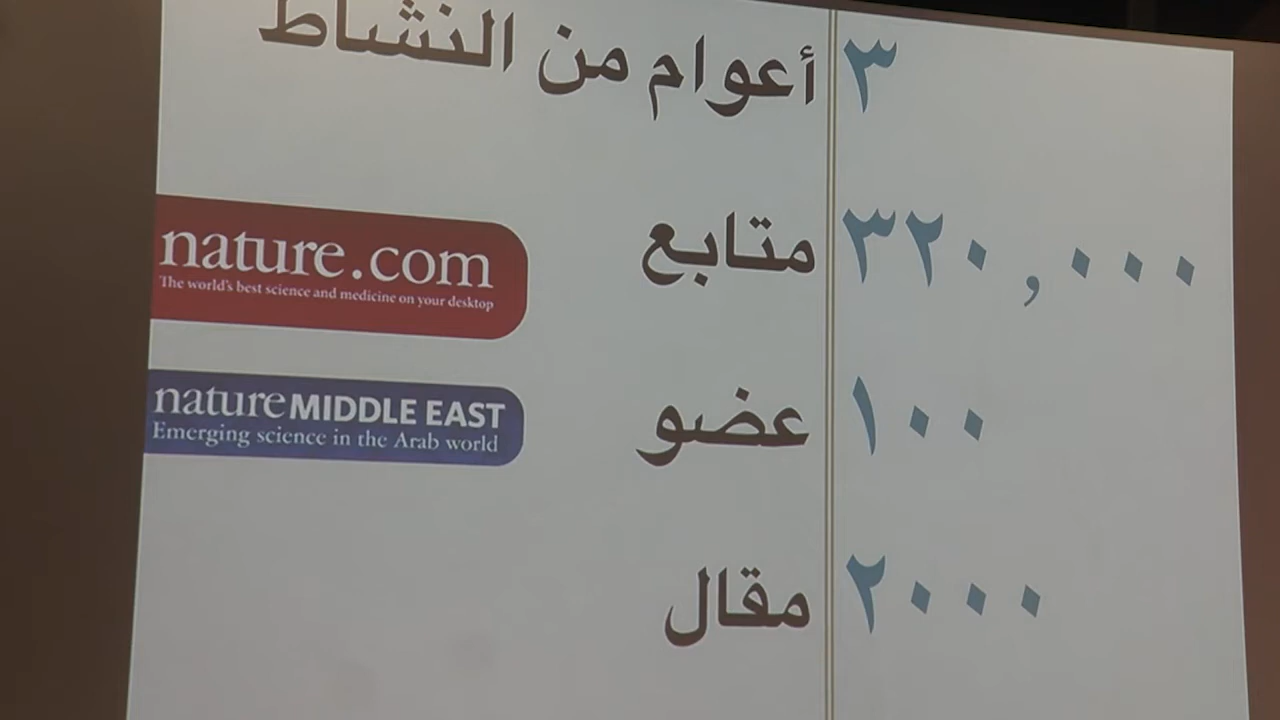 ٣ أعوام من النشاط
٣٢٠,٠٠٠ متابع
nature.com
The world's best science and medicine on your desktop
١٠٠ عضو
nature MIDDLE EAST
Emerging science in the Arab world
٢٠٠٠ مقال